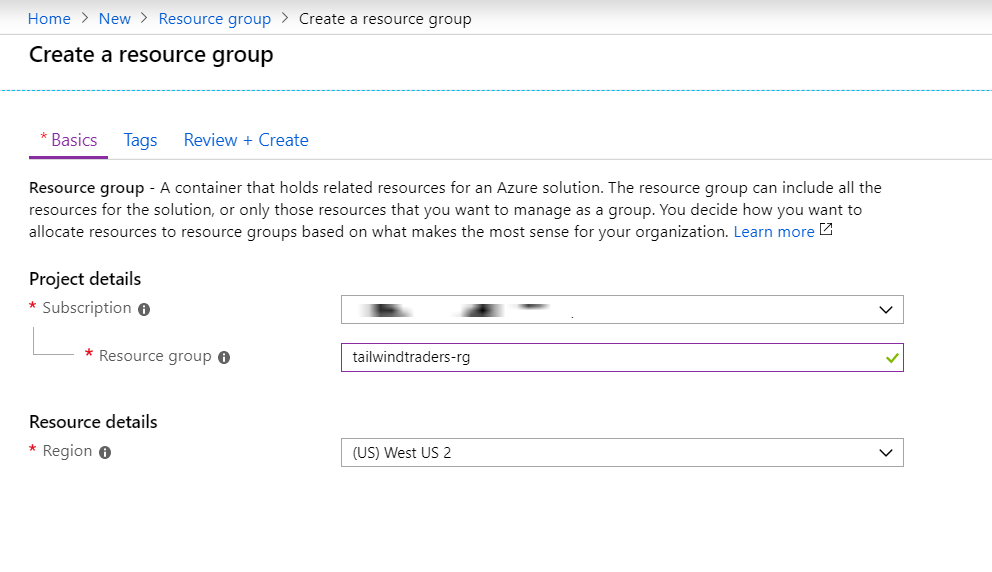 Home > New > Resource group > Create a resource group
Create a resource group
* Basics Tags Review + Create
Resource group - A container that holds related resources for an Azure solution. The resource group can include all the
resources for the solution, or only those resources that you want to manage as a group. You decide how you want to
allocate resources to resource groups based on what makes the most sense for your organization. Learn more
Project details
* Subscription
* Resource group tailwindtraders-rg
Resource details
* Region (US) West US 2